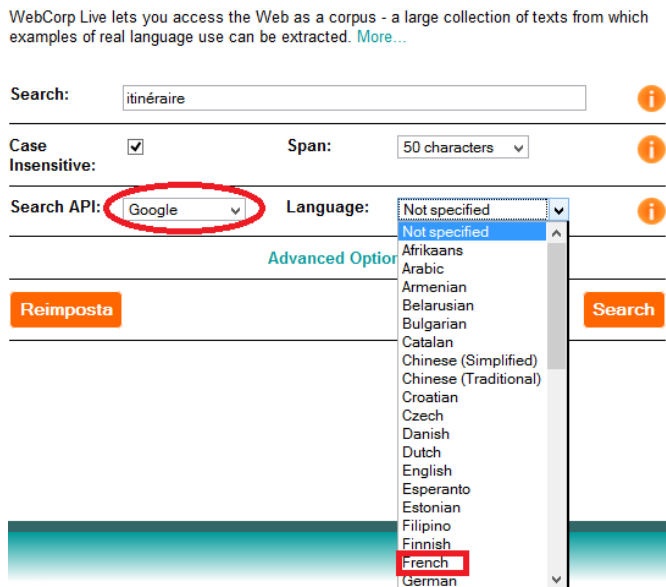 WebCorp Live lets you access the Web as a corpus - a large collection of texts from which
examples of real language use can be extracted. More...
Search: itinéraire
Case Insensitive: Span: 50 characters
Search API: Google Language: Not specified
Not specified
Afrikaans
Arabic
Armenian
Belarusian
Bulgarian
Catalan
Chinese (Simplified)
Chinese (Traditional)
Croatian
Czech
Danish
Dutch
English
Esperanto
Estonian
Filipino
Finnish
French
German
Advanced Option
Reimposta Search